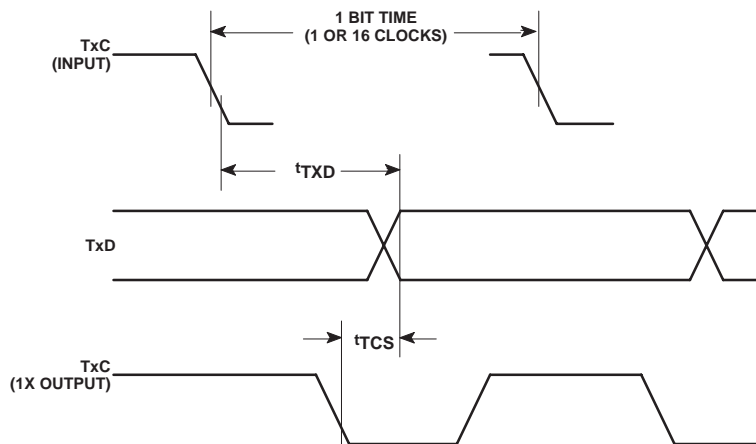 1 BIT TIME
(1 OR 16 CLOCKS)
TxC
(INPUT)
tTXD
TxD
tTCS
TxC
(1X OUTPUT)